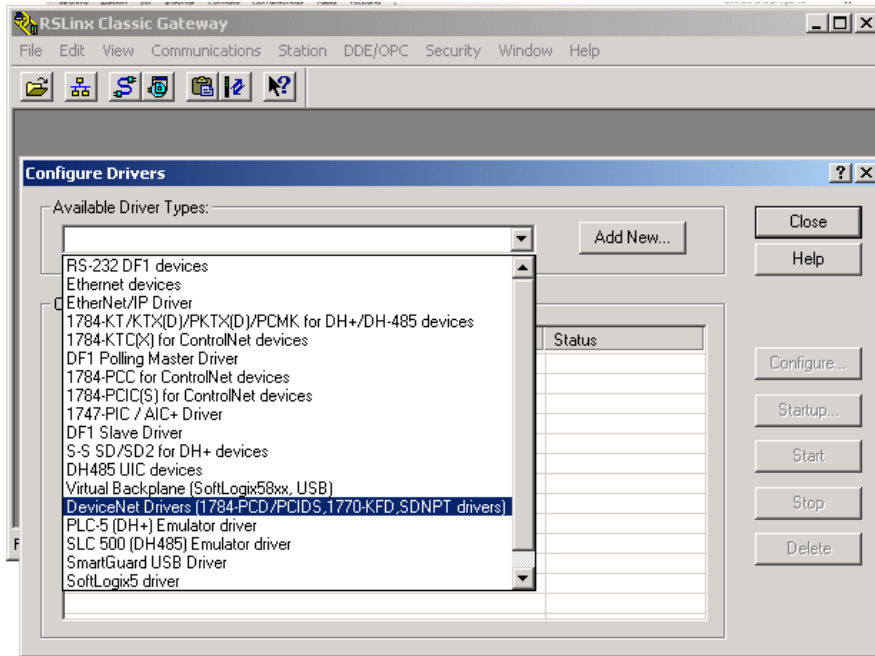 RSLinx Classic Gateway
File Edit View Communications Station DDE/OPC Security Window Help
Configure Drivers
Available Driver Types:
Add New...
Close
Help
RS-232 DF1 devices
Ethernet devices
EtherNet/IP Driver
1784-KT/KTX(D)/PKTX(D)/PCMK for DH+/DH-485 devices
1784-KTC(X) for ControlNet devices
DF1 Polling Master Driver
1784-PCC for ControlNet devices
1784-PCIC(S) for ControlNet devices
1747-PIC / AIC+ Driver
DF1 Slave Driver
S-S SD/SD2 for DH+ devices
DH485 UIC devices
Virtual Backplane (SoftLogix58xx, USB)
DeviceNet Drivers (1784-PCD/PCIDS,1770-KFD,SDNPT drivers)
PLC-5 (DH+) Emulator driver
SLC 500 (DH485) Emulator driver
SmartGuard USB Driver
SoftLogix5 driver
Status
Configure...
Startup...
Start
Stop
Delete